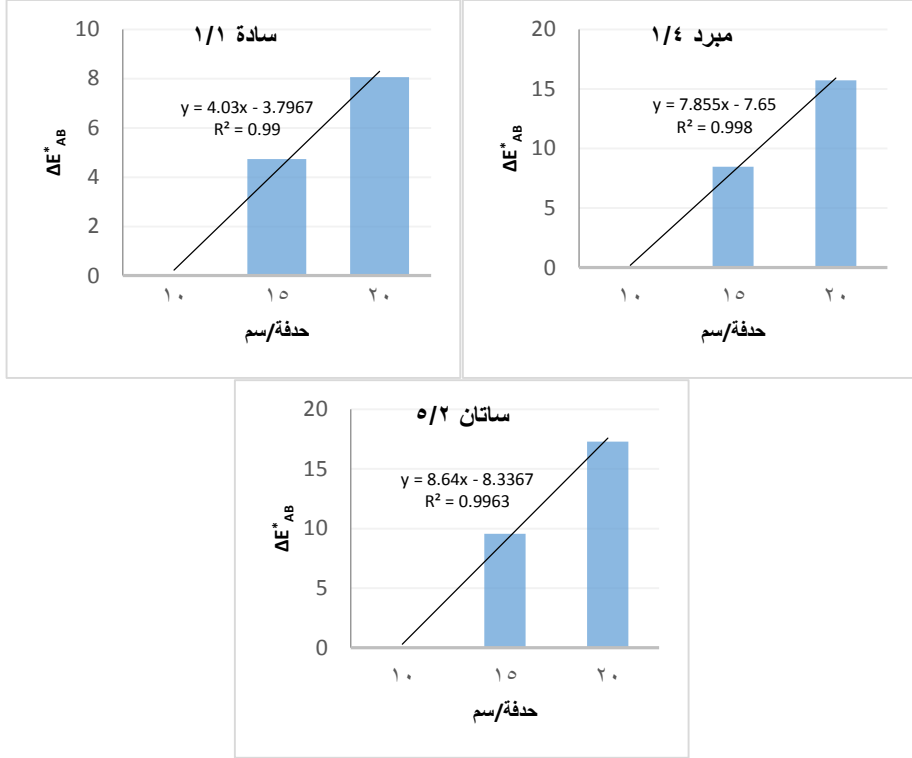 سادة ١/١
10
8
6
4
2
0
y = 4.03x - 3.7967
R² = 0.99
ΔE*AB
١٠ ١٥ ٢٠
حدفة/سم
مبرد ١/٤
20
15
10
5
0
y = 7.855x - 7.65
R² = 0.998
ΔE*AB
١٠ ١٥ ٢٠
حدفة/سم
ساتان ٥/٢
20
15
10
5
0
y = 8.64x - 8.3367
R² = 0.9963
ΔE*AB
١٠ ١٥ ٢٠
حدفة/سم